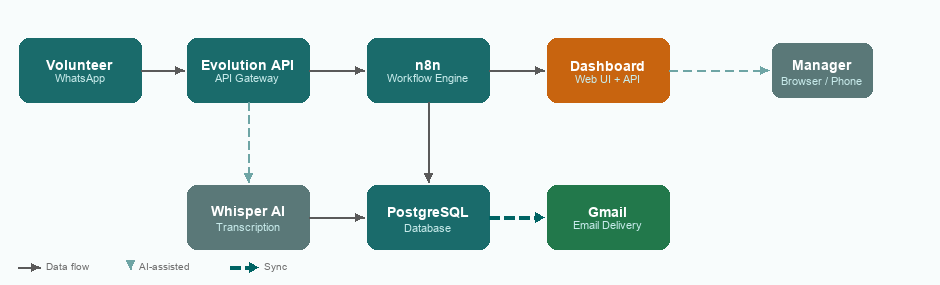 Volunteer
WhatsApp
Evolution API
API Gateway
n8n
Workflow Engine
Dashboard
Web UI + API
Manager
Browser / Phone
Whisper AI
Transcription
PostgreSQL
Database
Gmail
Email Delivery
Data flow
AI-assisted
Sync